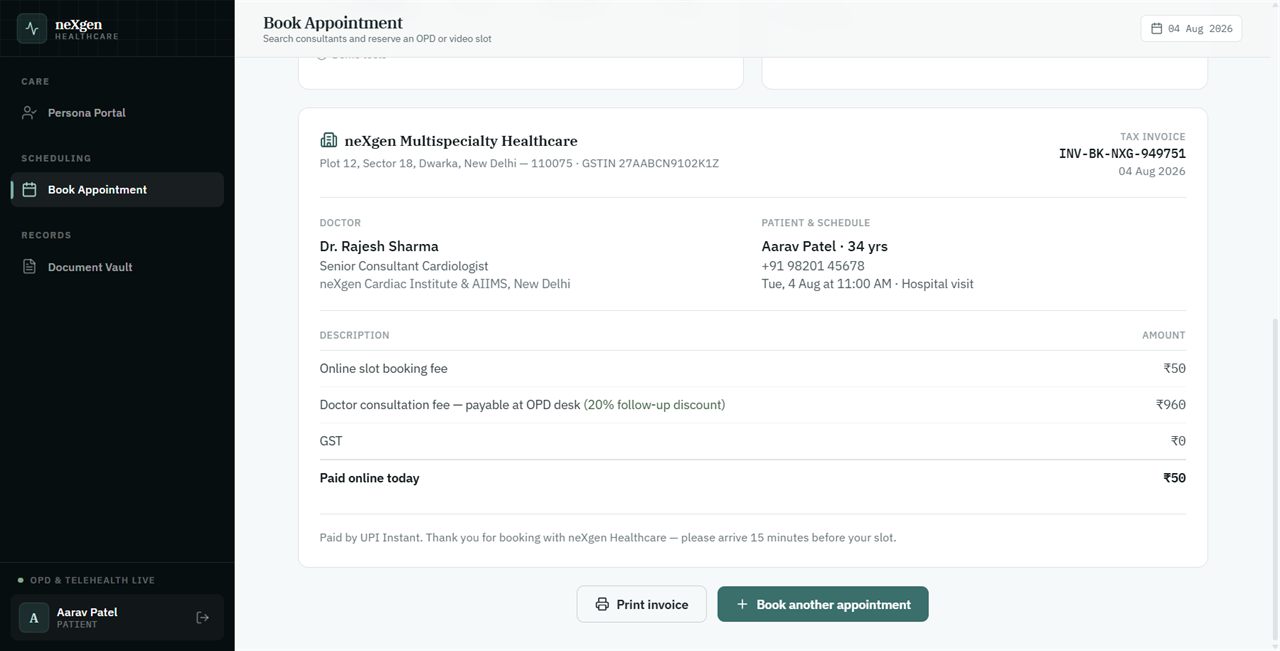 neXgen
HEALTHCARE
CARE
Persona Portal
SCHEDULING
Book Appointment
RECORDS
Document Vault
OPD & TELEHEALTH LIVE
A
Aarav Patel
PATIENT
Book Appointment
Search consultants and reserve an OPD or video slot
04 Aug 2026
neXgen Multispecialty Healthcare
Plot 12, Sector 18, Dwarka, New Delhi — 110075 · GSTIN 27AABCN9102K1Z
TAX INVOICE
INV-BK-NXG-949751
04 Aug 2026
DOCTOR
Dr. Rajesh Sharma
Senior Consultant Cardiologist
neXgen Cardiac Institute & AIIMS, New Delhi
PATIENT & SCHEDULE
Aarav Patel · 34 yrs
+91 98201 45678
Tue, 4 Aug at 11:00 AM · Hospital visit
DESCRIPTION AMOUNT
Online slot booking fee ₹50
Doctor consultation fee — payable at OPD desk (20% follow-up discount) ₹960
GST ₹0
Paid online today ₹50
Paid by UPI Instant. Thank you for booking with neXgen Healthcare — please arrive 15 minutes before your slot.
Print invoice
Book another appointment